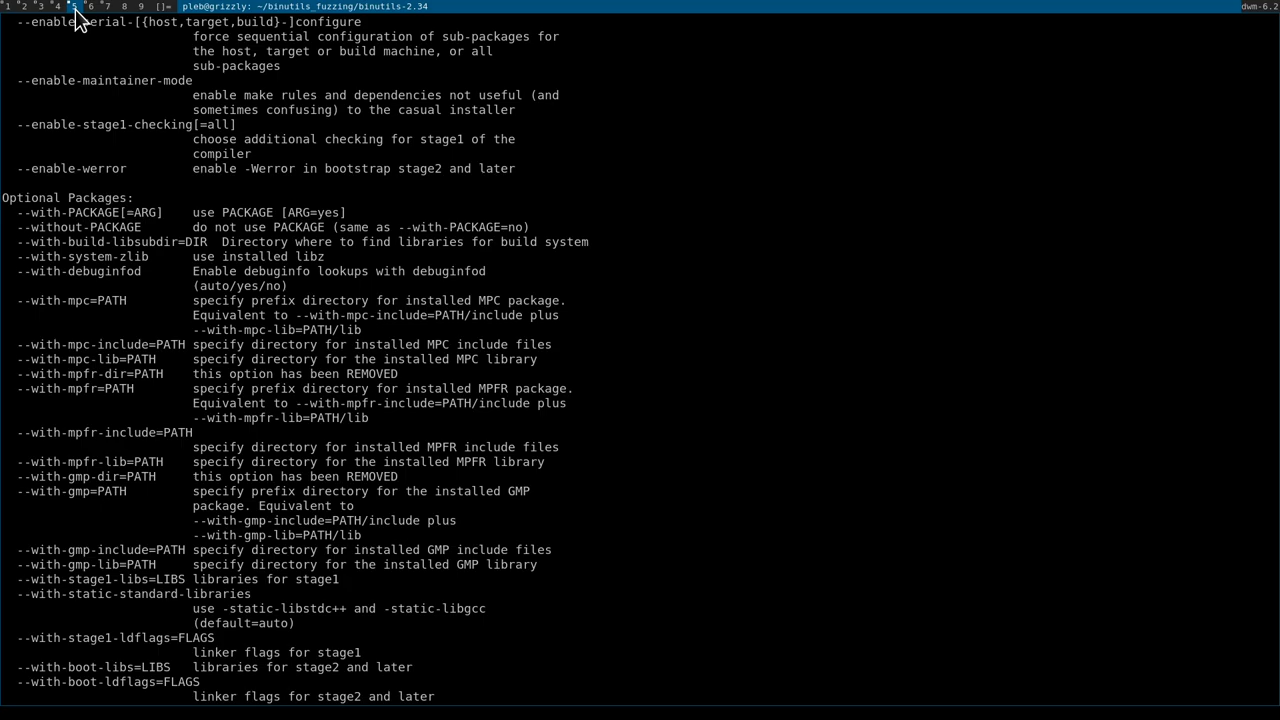 1 2 3 4 5 6 7 8 9 []= pleb@grizzly: ~/binutils_fuzzing/binutils-2.34 dwm-6.2
--enable-serial-[{host,target,build}-]configure
force sequential configuration of sub-packages for
the host, target or build machine, or all
sub-packages
--enable-maintainer-mode
enable make rules and dependencies not useful (and
sometimes confusing) to the casual installer
--enable-stage1-checking[=all]
choose additional checking for stage1 of the
compiler
--enable-werror enable -Werror in bootstrap stage2 and later
Optional Packages:
--with-PACKAGE[=ARG] use PACKAGE [ARG=yes]
--without-PACKAGE do not use PACKAGE (same as --with-PACKAGE=no)
--with-build-libsubdir=DIR Directory where to find libraries for build system
--with-system-zlib use installed libz
--with-debuginfod Enable debuginfo lookups with debuginfod
(auto/yes/no)
--with-mpc=PATH specify prefix directory for installed MPC package.
Equivalent to --with-mpc-include=PATH/include plus
--with-mpc-lib=PATH/lib
--with-mpc-include=PATH specify directory for installed MPC include files
--with-mpc-lib=PATH specify directory for the installed MPC library
--with-mpfr-dir=PATH this option has been REMOVED
--with-mpfr=PATH specify prefix directory for installed MPFR package.
Equivalent to --with-mpfr-include=PATH/include plus
--with-mpfr-lib=PATH/lib
--with-mpfr-include=PATH
specify directory for installed MPFR include files
--with-mpfr-lib=PATH specify directory for the installed MPFR library
--with-gmp-dir=PATH this option has been REMOVED
--with-gmp=PATH specify prefix directory for the installed GMP
package. Equivalent to
--with-gmp-include=PATH/include plus
--with-gmp-lib=PATH/lib
--with-gmp-include=PATH specify directory for installed GMP include files
--with-gmp-lib=PATH specify directory for the installed GMP library
--with-stage1-libs=LIBS libraries for stage1
--with-static-standard-libraries
use -static-libstdc++ and -static-libgcc
(default=auto)
--with-stage1-ldflags=FLAGS
linker flags for stage1
--with-boot-libs=LIBS libraries for stage2 and later
--with-boot-ldflags=FLAGS
linker flags for stage2 and later